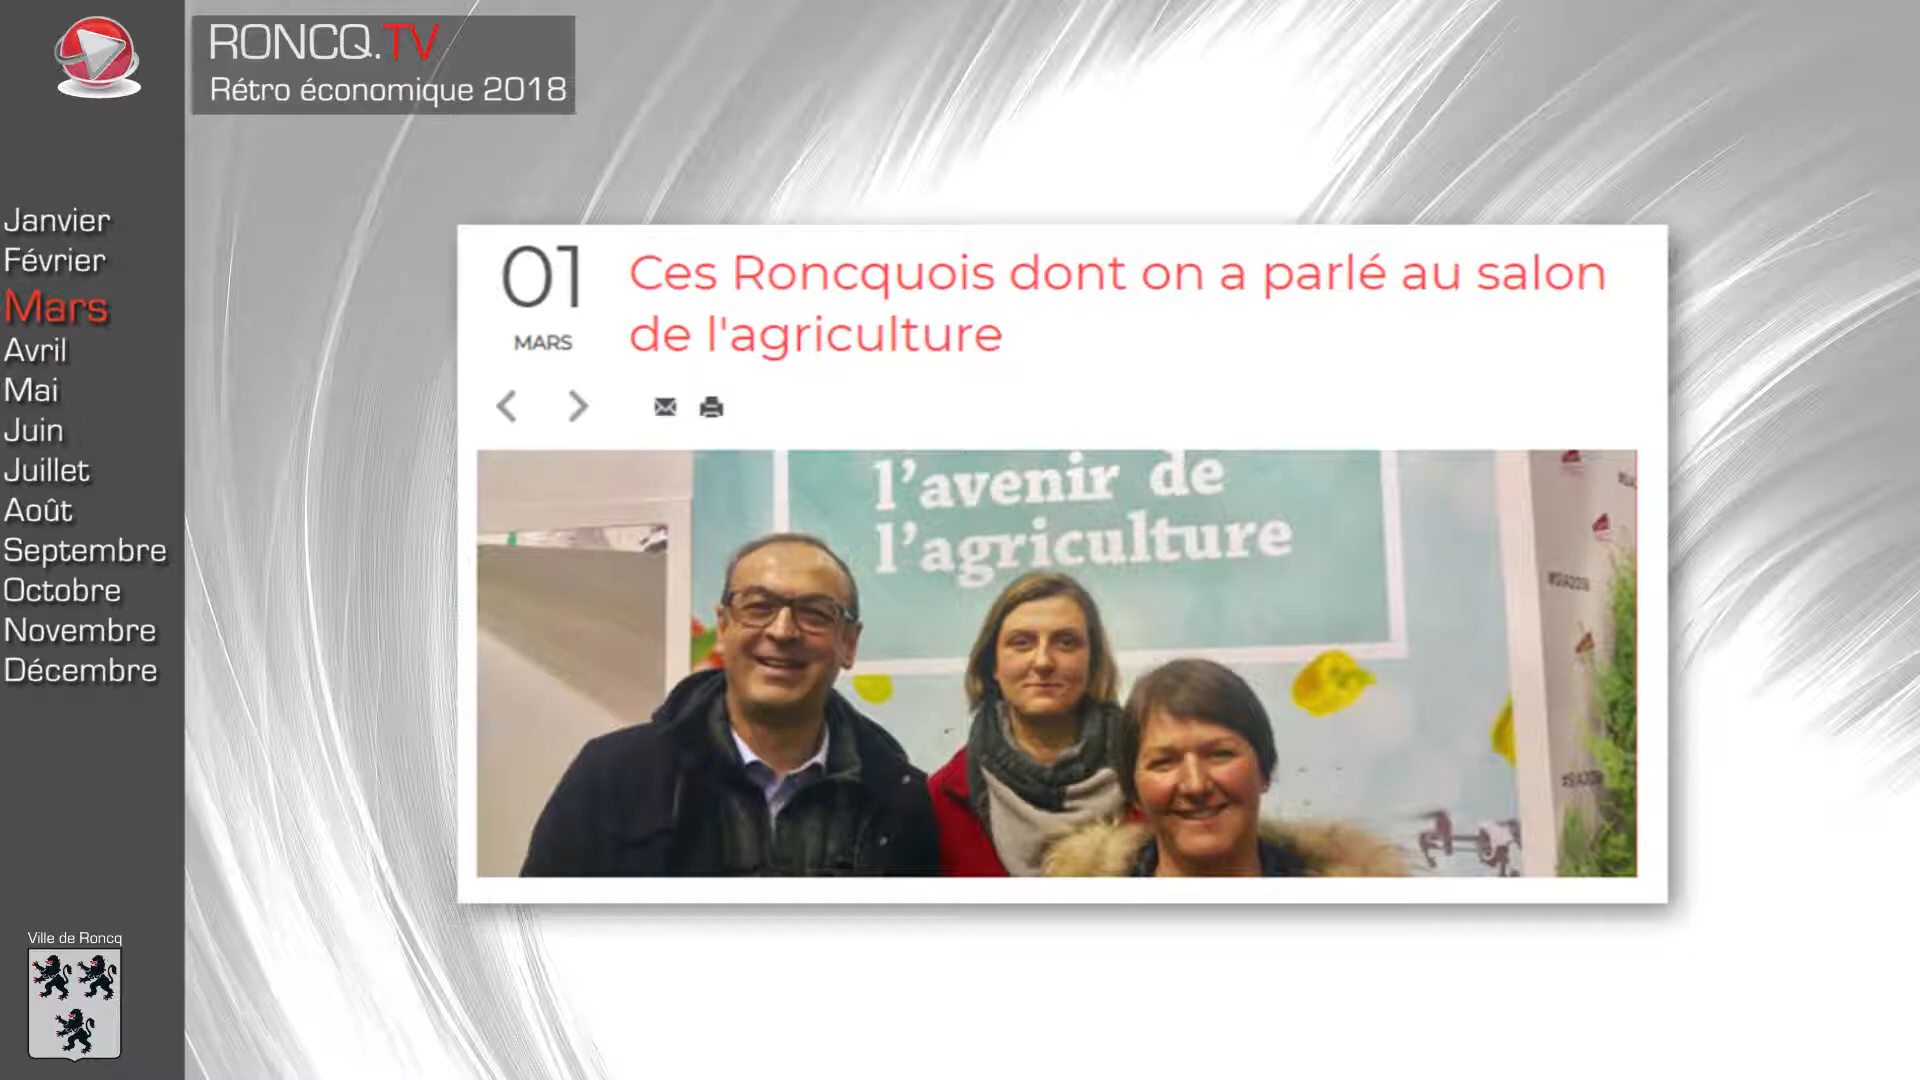 RONCQ.TV
Rétro économique 2018
Janvier
Février
Mars
Avril
Mai
Juin
Juillet
Août
Septembre
Octobre
Novembre
Décembre
Ville de Roncq
01
MARS
Ces Roncquois dont on a parlé au salon
de l'agriculture
l'avenir de
l'agriculture